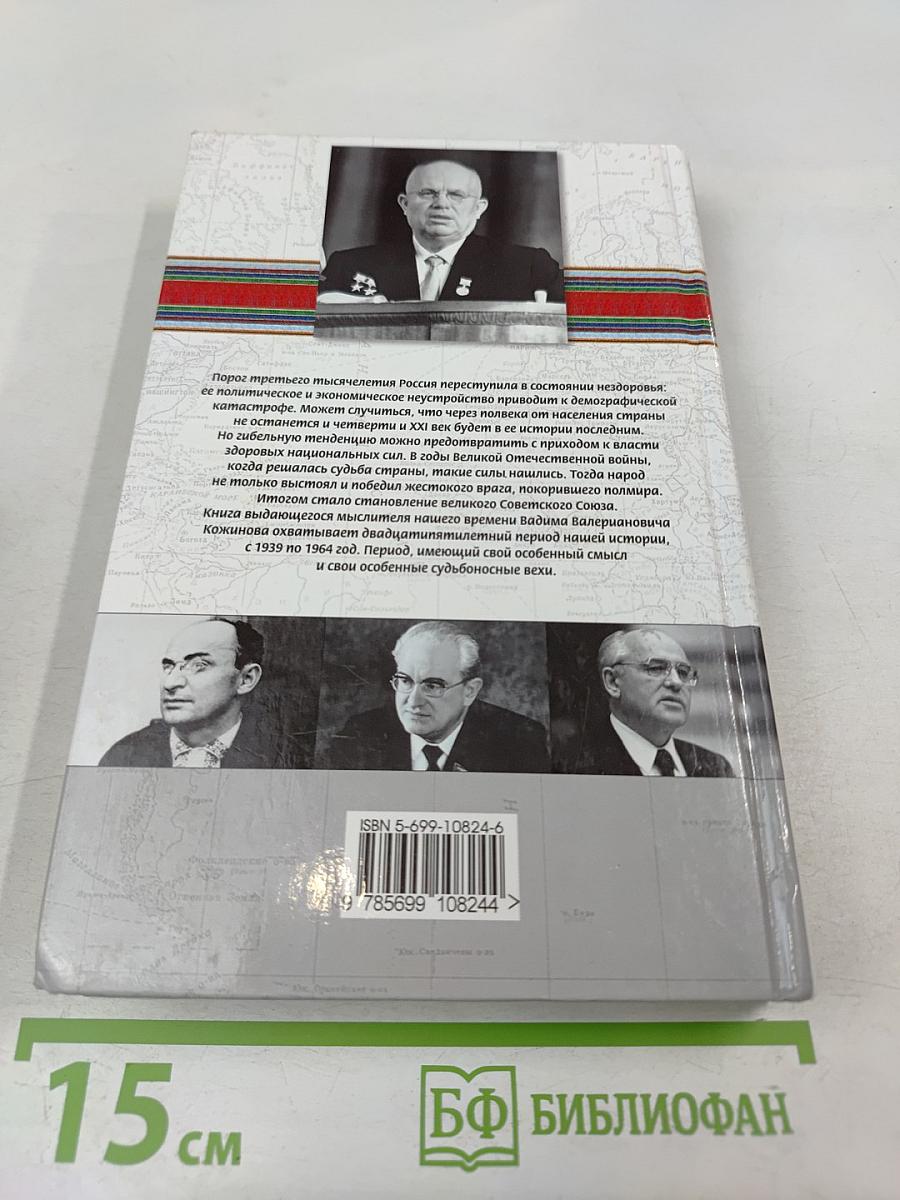 Порог третьего тысячелетия Россия переступила в состоянии нездоровья:
ее политическое и экономическое неустройство приводит к демографической
катастрофе. Может случиться, что через полвека от населения страны
не останется и четверти и XXI век будет в ее истории последним.
Но гибельную тенденцию можно предотвратить с приходом к власти
здоровых национальных сил. В годы Великой Отечественной войны,
когда решалась судьба страны, такие силы нашлись. Тогда народ
не только выстоял и победил жестокого врага, покорившего полмира.
Итогом стало становление великого Советского Союза.
Книга выдающегося мыслителя нашего времени Вадима Валериановича
Кожинова охватывает двадцатипятилетний период нашей истории,
с 1939 по 1964 год. Период, имеющий свой особенный смысл
и свои особенные судьбоносные вехи.
ISBN 5-699-10824-6
9 785699 108244 >
15 см
БФ БИБЛИОФАН